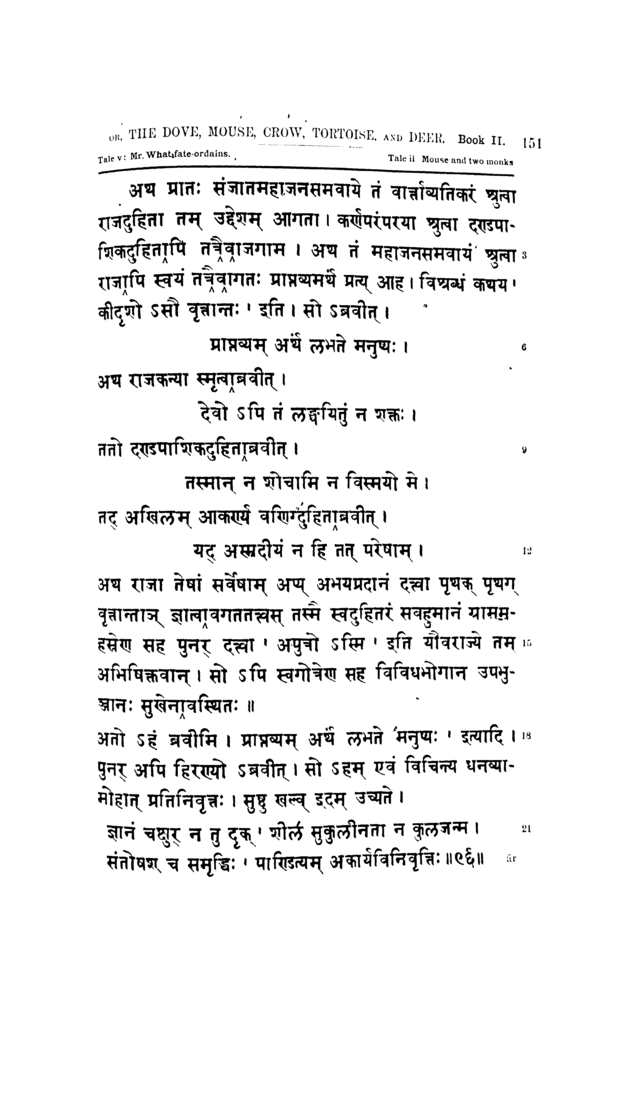 OR, THE DOVE, MOUSE, CROW, TORTOISE, AND DEER. Book II. 151
Tale v: Mr. What-fate-ordains. Tale ii Mouse and two monks
अथ प्रातः संजातमहाजनसमवाये तं वार्त्ताव्यतिकरं श्रुत्वा
राजदुहिता तम् उद्देशम् आगता । कर्णपरंपरया श्रुत्वा दण्डपा-
शिकदुहितापि तत्रैवाजगाम । अथ तं महाजनसमवायं श्रुत्वा 3
राजापि स्वयं तत्रैवागतः प्राप्तव्यमर्थं प्रत्य् आह । विश्रब्धं कथय '
कीदृशो ऽसौ वृत्तान्तः ' इति । सो ऽब्रवीत् ।
प्राप्तव्यम् अर्थं लभते मनुष्यः । 6
अथ राजकन्या स्मृत्वाब्रवीत् ।
देवो ऽपि तं लङ्घयितुं न शक्तः ।
ततो दण्डपाशिकदुहिताब्रवीत् । 9
तस्मान् न शोचामि न विस्मयो मे ।
तद् अखिलम् आकर्ण्य वणिग्दुहिताब्रवीत् ।
यद् अस्मदीयं न हि तत् परेषाम् । 12
अथ राजा तेषां सर्वेषाम् अप्य् अभयप्रदानं दत्त्वा पृथक् पृथग्
वृत्तान्ताञ् ज्ञात्वावगततत्त्वस् तस्मै स्वदुहितरं सबहुमानं ग्रामस-
हस्रेण सह पुनर् दत्त्वा ' अपुत्रो ऽस्मि ' इति यौवराज्ये तम् 15
अभिषिक्तवान् । सो ऽपि स्वगोत्रेण सह विविधभोगान् उपभु-
ञ्जानः सुखेनावस्थितः ॥
अतो ऽहं ब्रवीमि । प्राप्तव्यम् अर्थं लभते मनुष्यः ' इत्यादि । 18
पुनर् अपि हिरण्यो ऽब्रवीत् । सो ऽहम् एवं विचिन्त्य धनव्या-
मोहात् प्रतिनिवृत्तः । सुष्ठु खल्व् इदम् उच्यते ।
ज्ञानं चक्षुर् न तु दृक् ' शीलं सुकुलीनता न कुलजन्म । 21
संतोषश् च समृद्धिः ' पाण्डित्यम् अकार्यविनिवृत्तिः ॥९६॥ ār